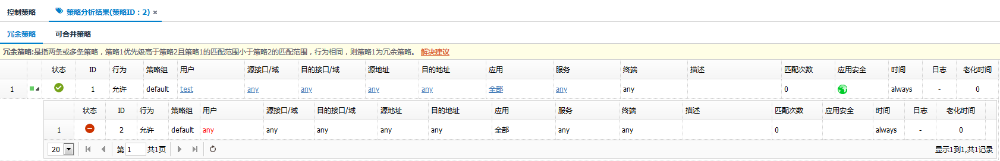 控制策略 策略分析结果(策略ID：2) ×
冗余策略 可合并策略
冗余策略:是指两条或多条策略，策略1优先级高于策略2且策略1的匹配范围小于策略2的匹配范围，行为相同，则策略1为冗余策略。 解决建议
状态 ID 行为 策略组 用户 源接口/域 目的接口/域 源地址 目的地址 应用 服务 终端 描述 匹配次数 应用安全 时间 日志 老化时间
1 1 允许 default test any any any any 全部 any any 0 always - 0
状态 ID 行为 策略组 用户 源接口/域 目的接口/域 源地址 目的地址 应用 服务 终端 描述 匹配次数 应用安全 时间 日志 老化时间
1 2 允许 default any any any any any 全部 any any 0 always - 0
20 第 1 共1页 显示1到1,共1记录